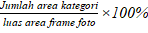 Jumlah area kategori
luas area frame foto
×100%